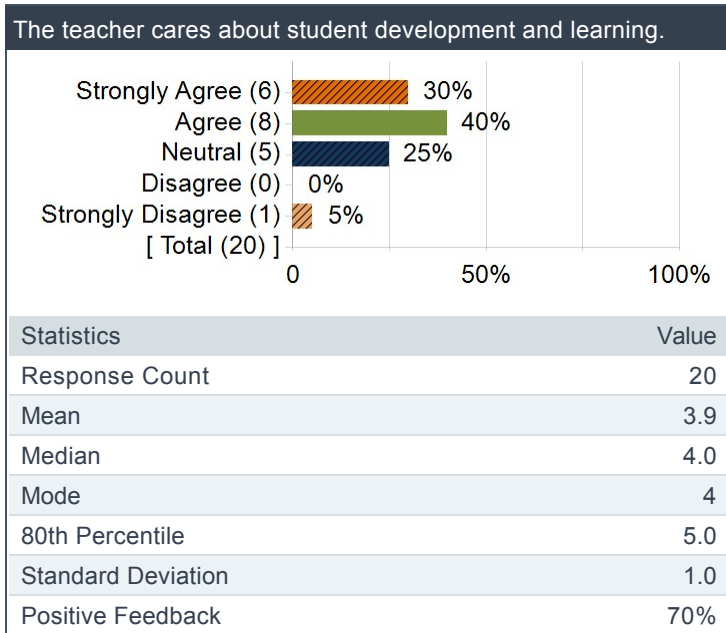 The teacher cares about student development and learning.
Strongly Agree (6) 30%
Agree (8) 40%
Neutral (5) 25%
Disagree (0) 0%
Strongly Disagree (1) 5%
[ Total (20) ]
0 50% 100%
Statistics Value
Response Count 20
Mean 3.9
Median 4.0
Mode 4
80th Percentile 5.0
Standard Deviation 1.0
Positive Feedback 70%